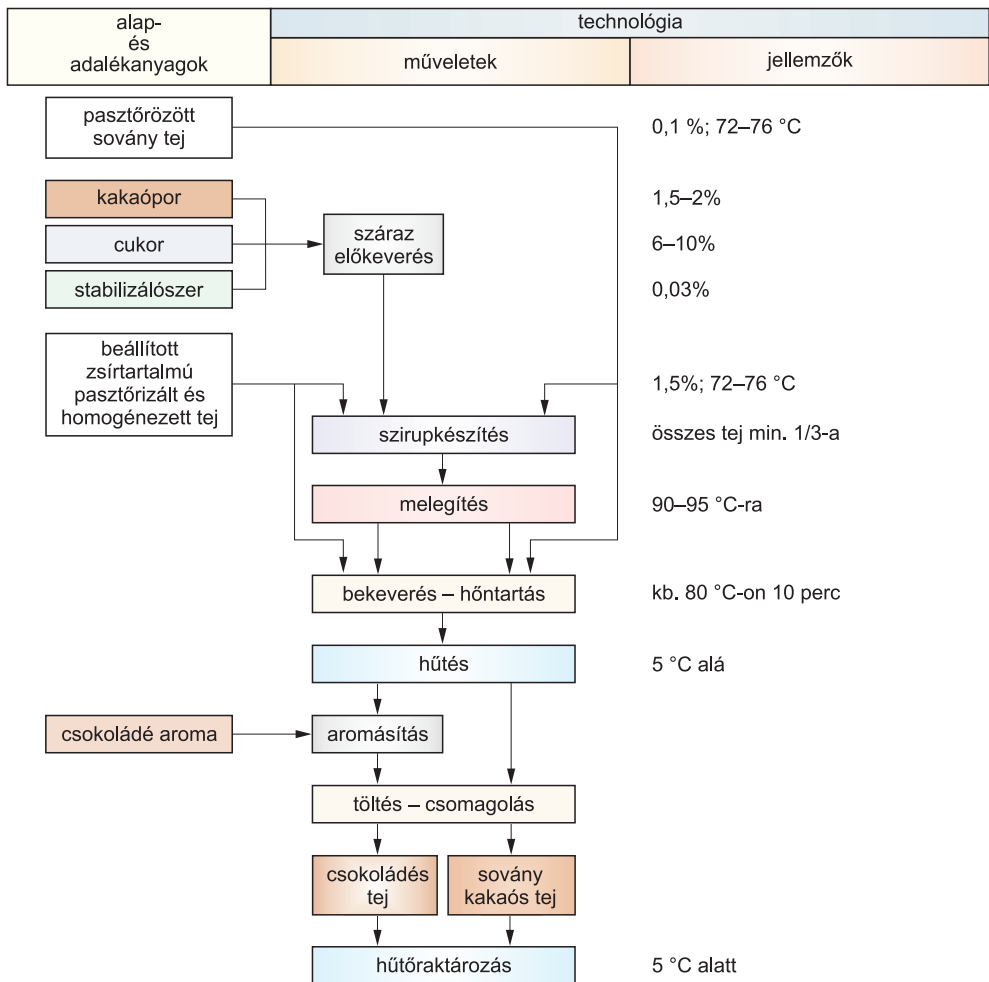 alap-
és
adalékanyagok
technológia
műveletek
jellemzők
pasztőrözött
sovány tej
0,1 %; 72–76 °C
kakaópor
1,5–2%
cukor
száraz
előkeverés
6–10%
stabilizálószer
0,03%
beállított
zsírtartalmú
pasztőrizált és
homogénezett tej
1,5%; 72–76 °C
szirupkészítés
összes tej min. 1/3-a
melegítés
90–95 °C-ra
bekeverés – hőntartás
kb. 80 °C-on 10 perc
hűtés
5 °C alá
csokoládé aroma
aromásítás
töltés – csomagolás
csokoládés
tej
sovány
kakaós tej
hűtőraktározás
5 °C alatt